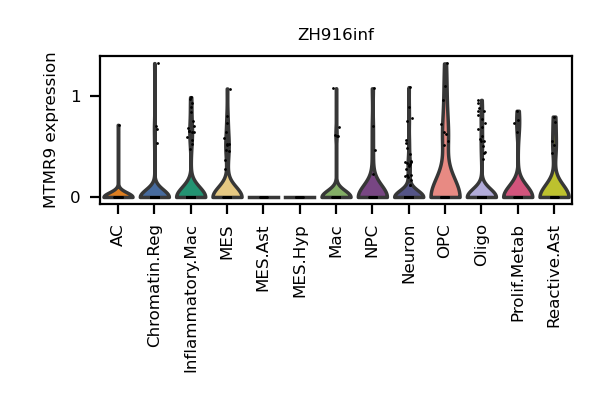 ZH916inf
MTMR9 expression
1
0
AC
Chromatin.Reg
Inflammatory.Mac
MES
MES.Ast
MES.Hyp
Mac
NPC
Neuron
OPC
Oligo
Prolif.Metab
Reactive.Ast